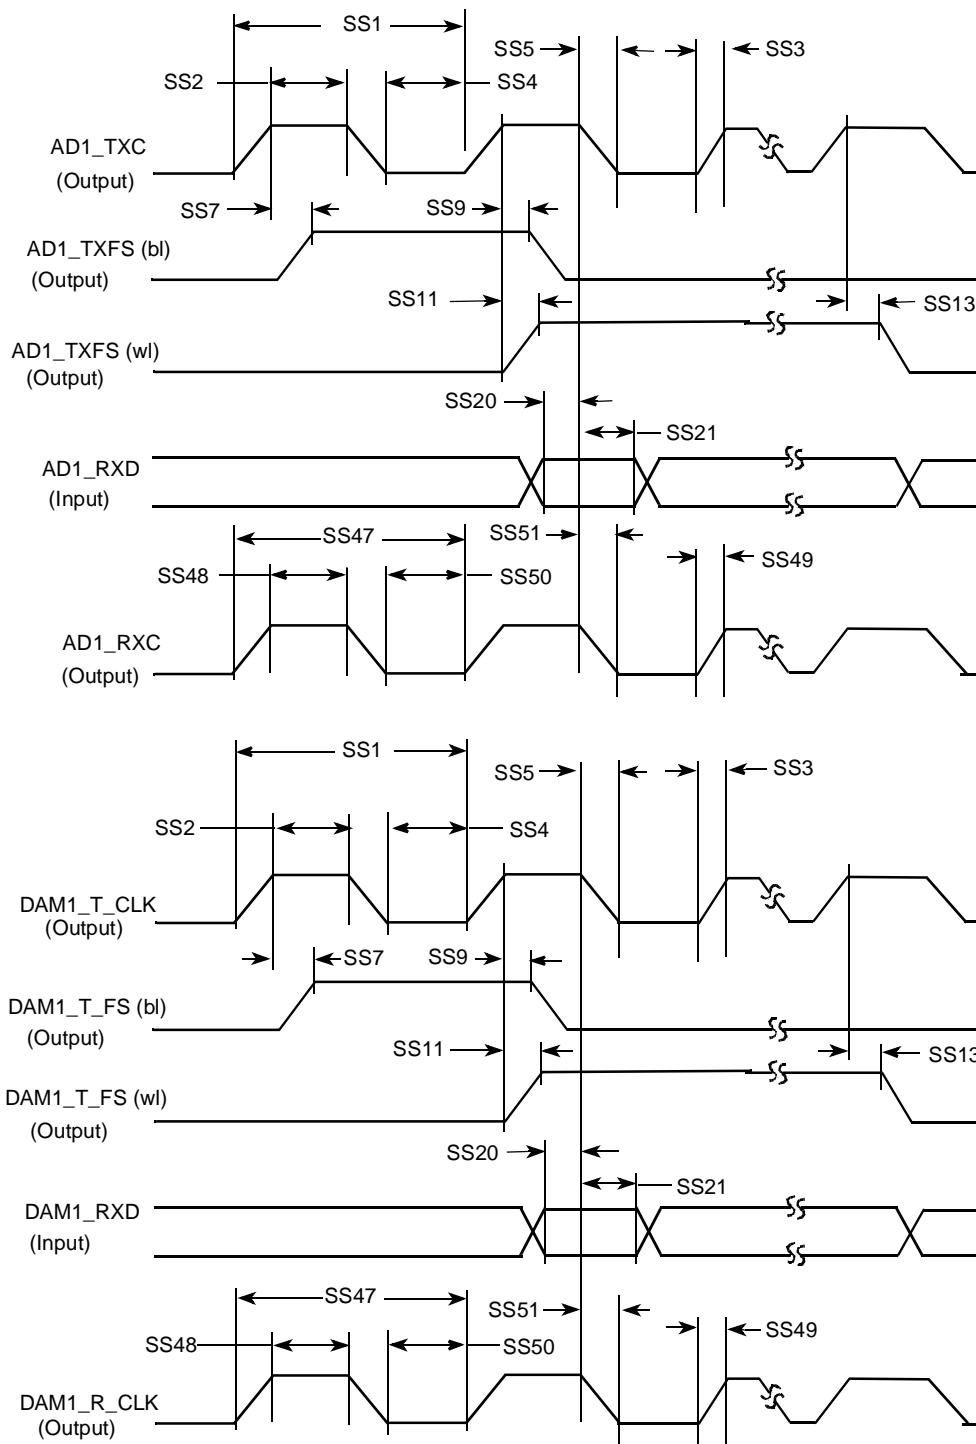 SS1
SS5
SS3
SS2
SS4
AD1_TXC
(Output)
SS7
SS9
AD1_TXFS (bl)
(Output)
SS11
SS13
AD1_TXFS (wl)
(Output)
SS20
SS21
AD1_RXD
(Input)
SS47
SS51
SS49
SS48
SS50
AD1_RXC
(Output)
SS1
SS5
SS3
SS2
SS4
DAM1_T_CLK
(Output)
SS7
SS9
DAM1_T_FS (bl)
(Output)
SS11
SS13
DAM1_T_FS (wl)
(Output)
SS20
SS21
DAM1_RXD
(Input)
SS47
SS51
SS49
SS48
SS50
DAM1_R_CLK
(Output)